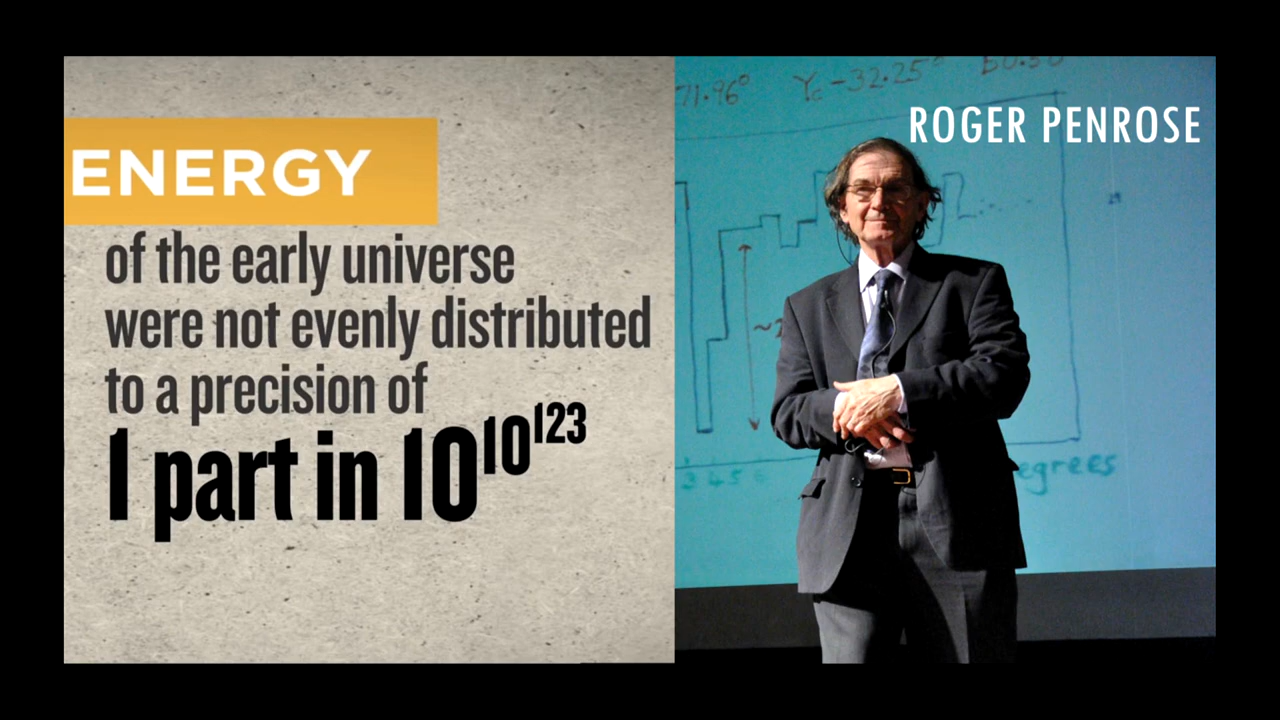 ENERGY
of the early universe
were not evenly distributed
to a precision of
1 part in 10^10^123
ROGER PENROSE
71.96°
Yc -32.25°
egrees